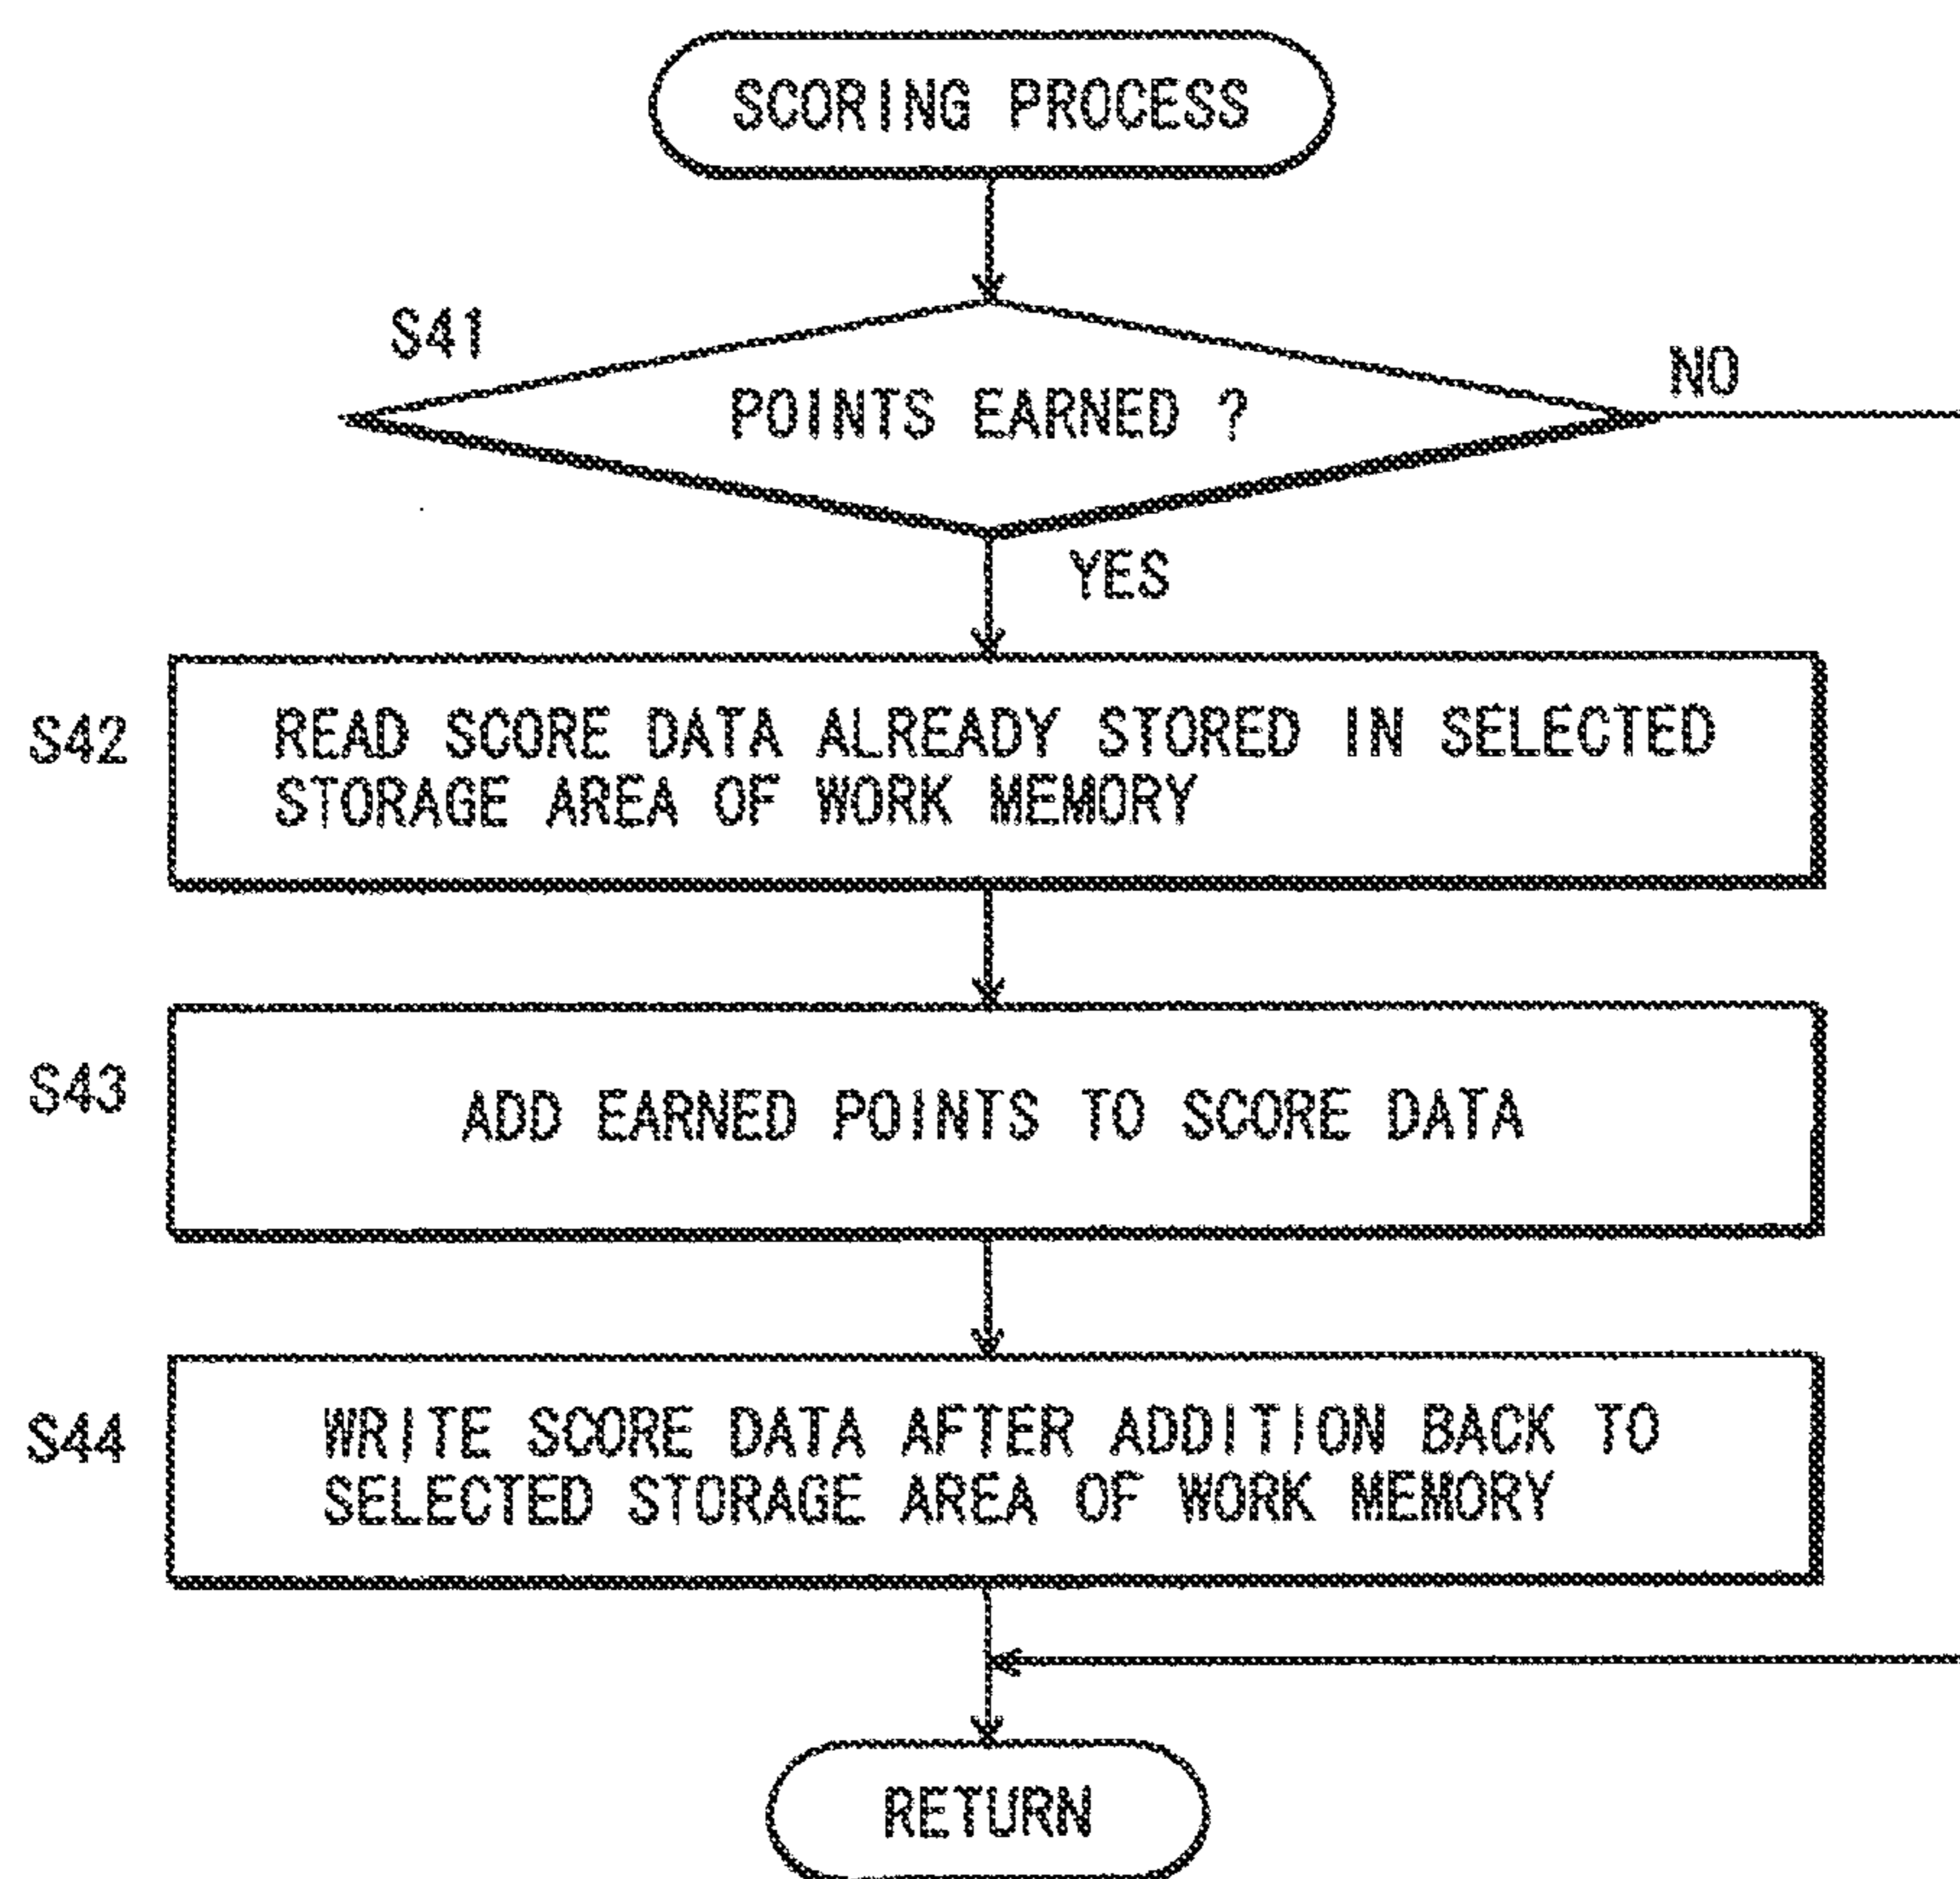 SCORING PROCESS
S41
POINTS EARNED ?
NO
YES
S42
READ SCORE DATA ALREADY STORED IN SELECTED
STORAGE AREA OF WORK MEMORY
S43
ADD EARNED POINTS TO SCORE DATA
S44
WRITE SCORE DATA AFTER ADDITION BACK TO
SELECTED STORAGE AREA OF WORK MEMORY
RETURN